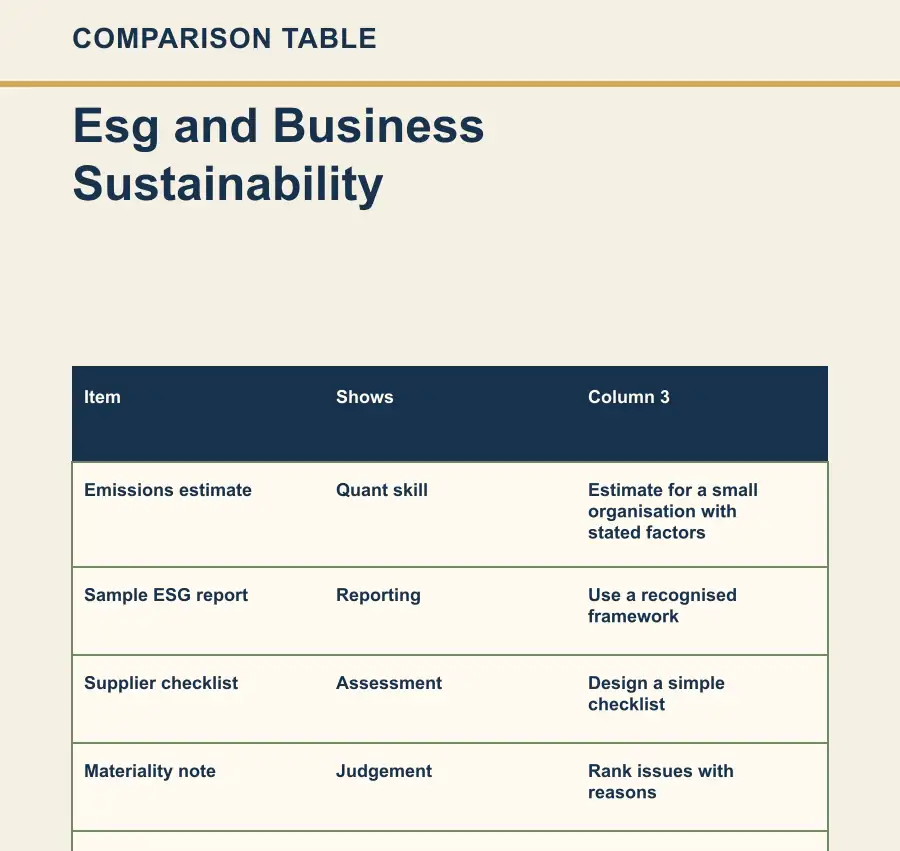 COMPARISON TABLE
Esg and Business
Sustainability
Item Shows Column 3
Emissions estimate Quant skill Estimate for a small
organisation with
stated factors
Sample ESG report Reporting Use a recognised
framework
Supplier checklist Assessment Design a simple
checklist
Materiality note Judgement Rank issues with
reasons